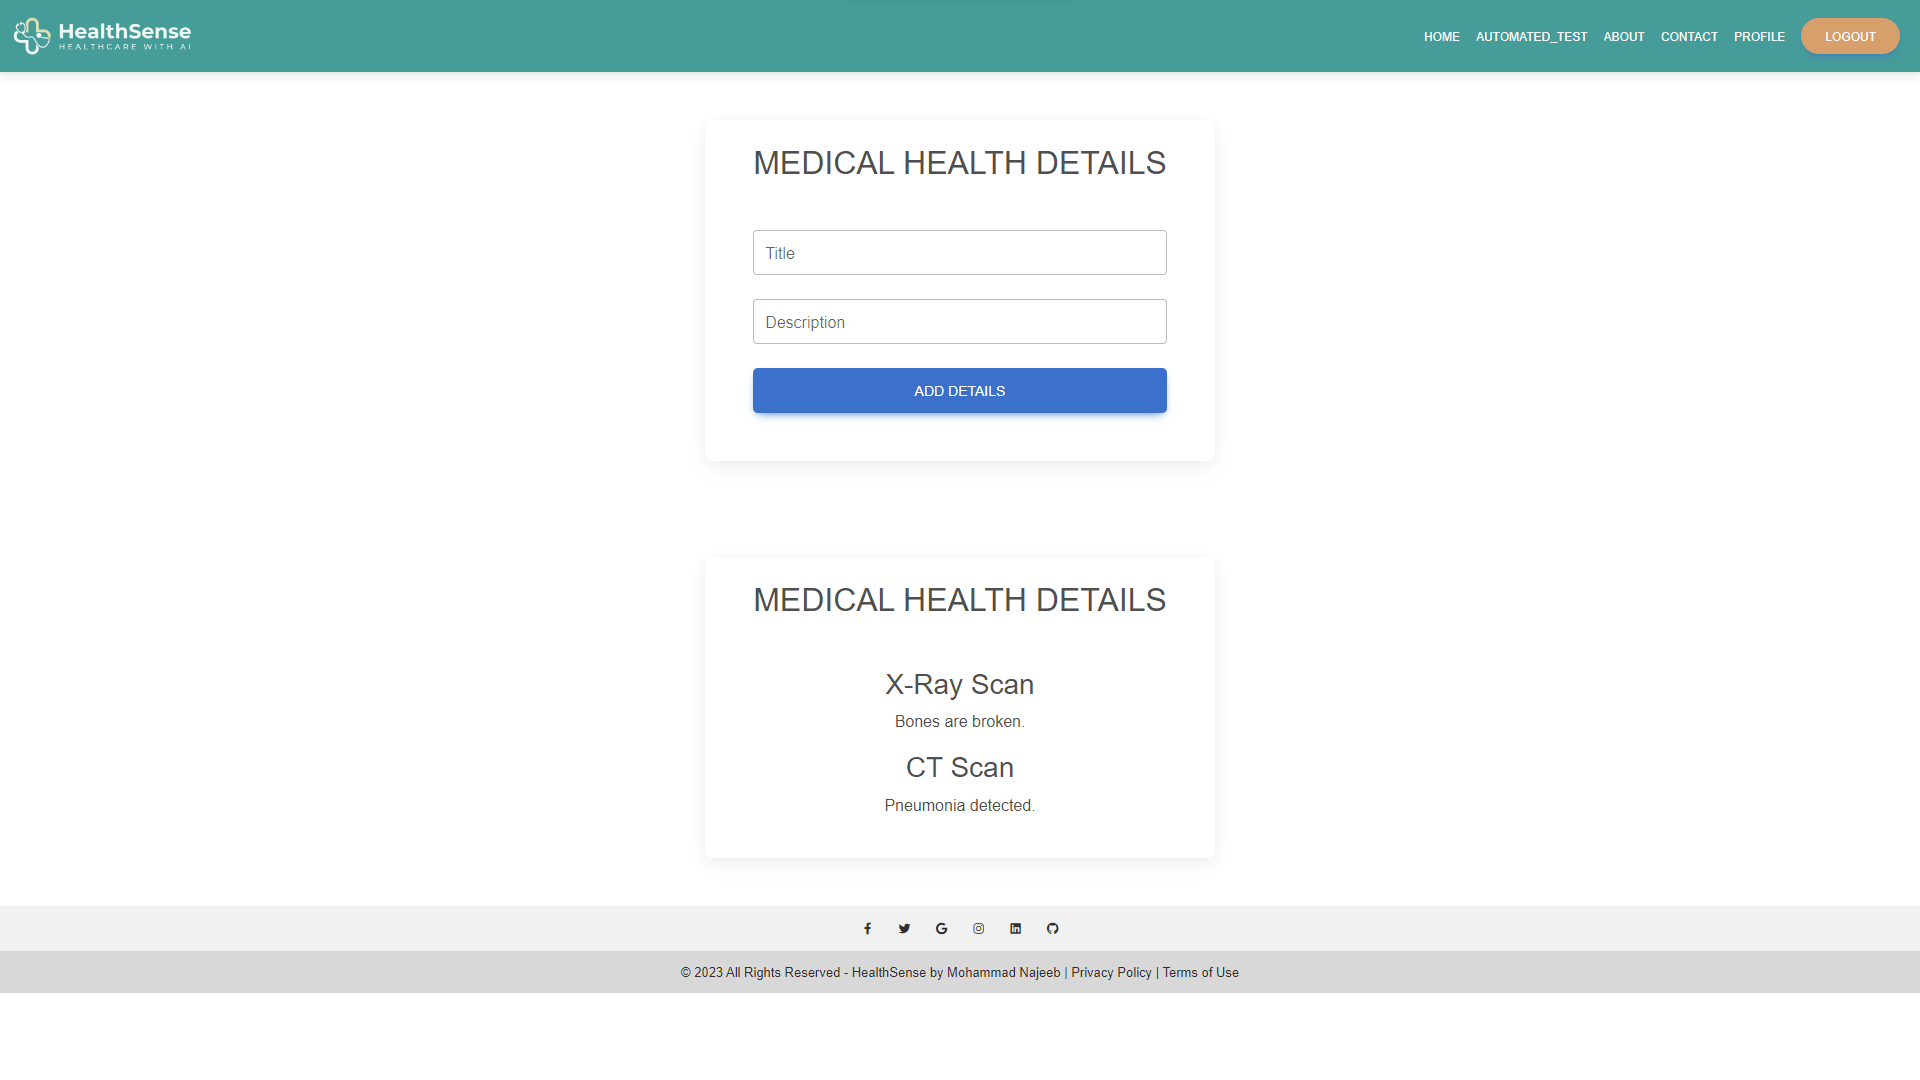 HealthSense
HEALTHCARE WITH AI
HOME AUTOMATED_TEST ABOUT CONTACT PROFILE LOGOUT
MEDICAL HEALTH DETAILS
Title
Description
ADD DETAILS
MEDICAL HEALTH DETAILS
X-Ray Scan
Bones are broken.
CT Scan
Pneumonia detected.
© 2023 All Rights Reserved - HealthSense by Mohammad Najeeb | Privacy Policy | Terms of Use